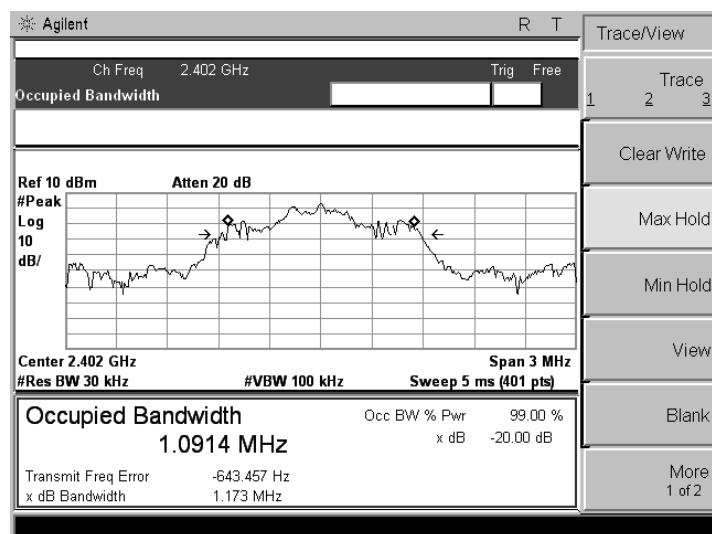 Agilent R T
Trace/View
Ch Freq 2.402 GHz Trig Free
Occupied Bandwidth
Trace
1 2 3
Clear Write
Ref 10 dBm Atten 20 dB
#Peak
Log
10
dB/
Max Hold
Min Hold
Center 2.402 GHz Span 3 MHz
#Res BW 30 kHz #VBW 100 kHz Sweep 5 ms (401 pts)
View
Occupied Bandwidth Occ BW % Pwr 99.00 %
1.0914 MHz x dB -20.00 dB
Blank
Transmit Freq Error -643.457 Hz
x dB Bandwidth 1.173 MHz
More
1 of 2